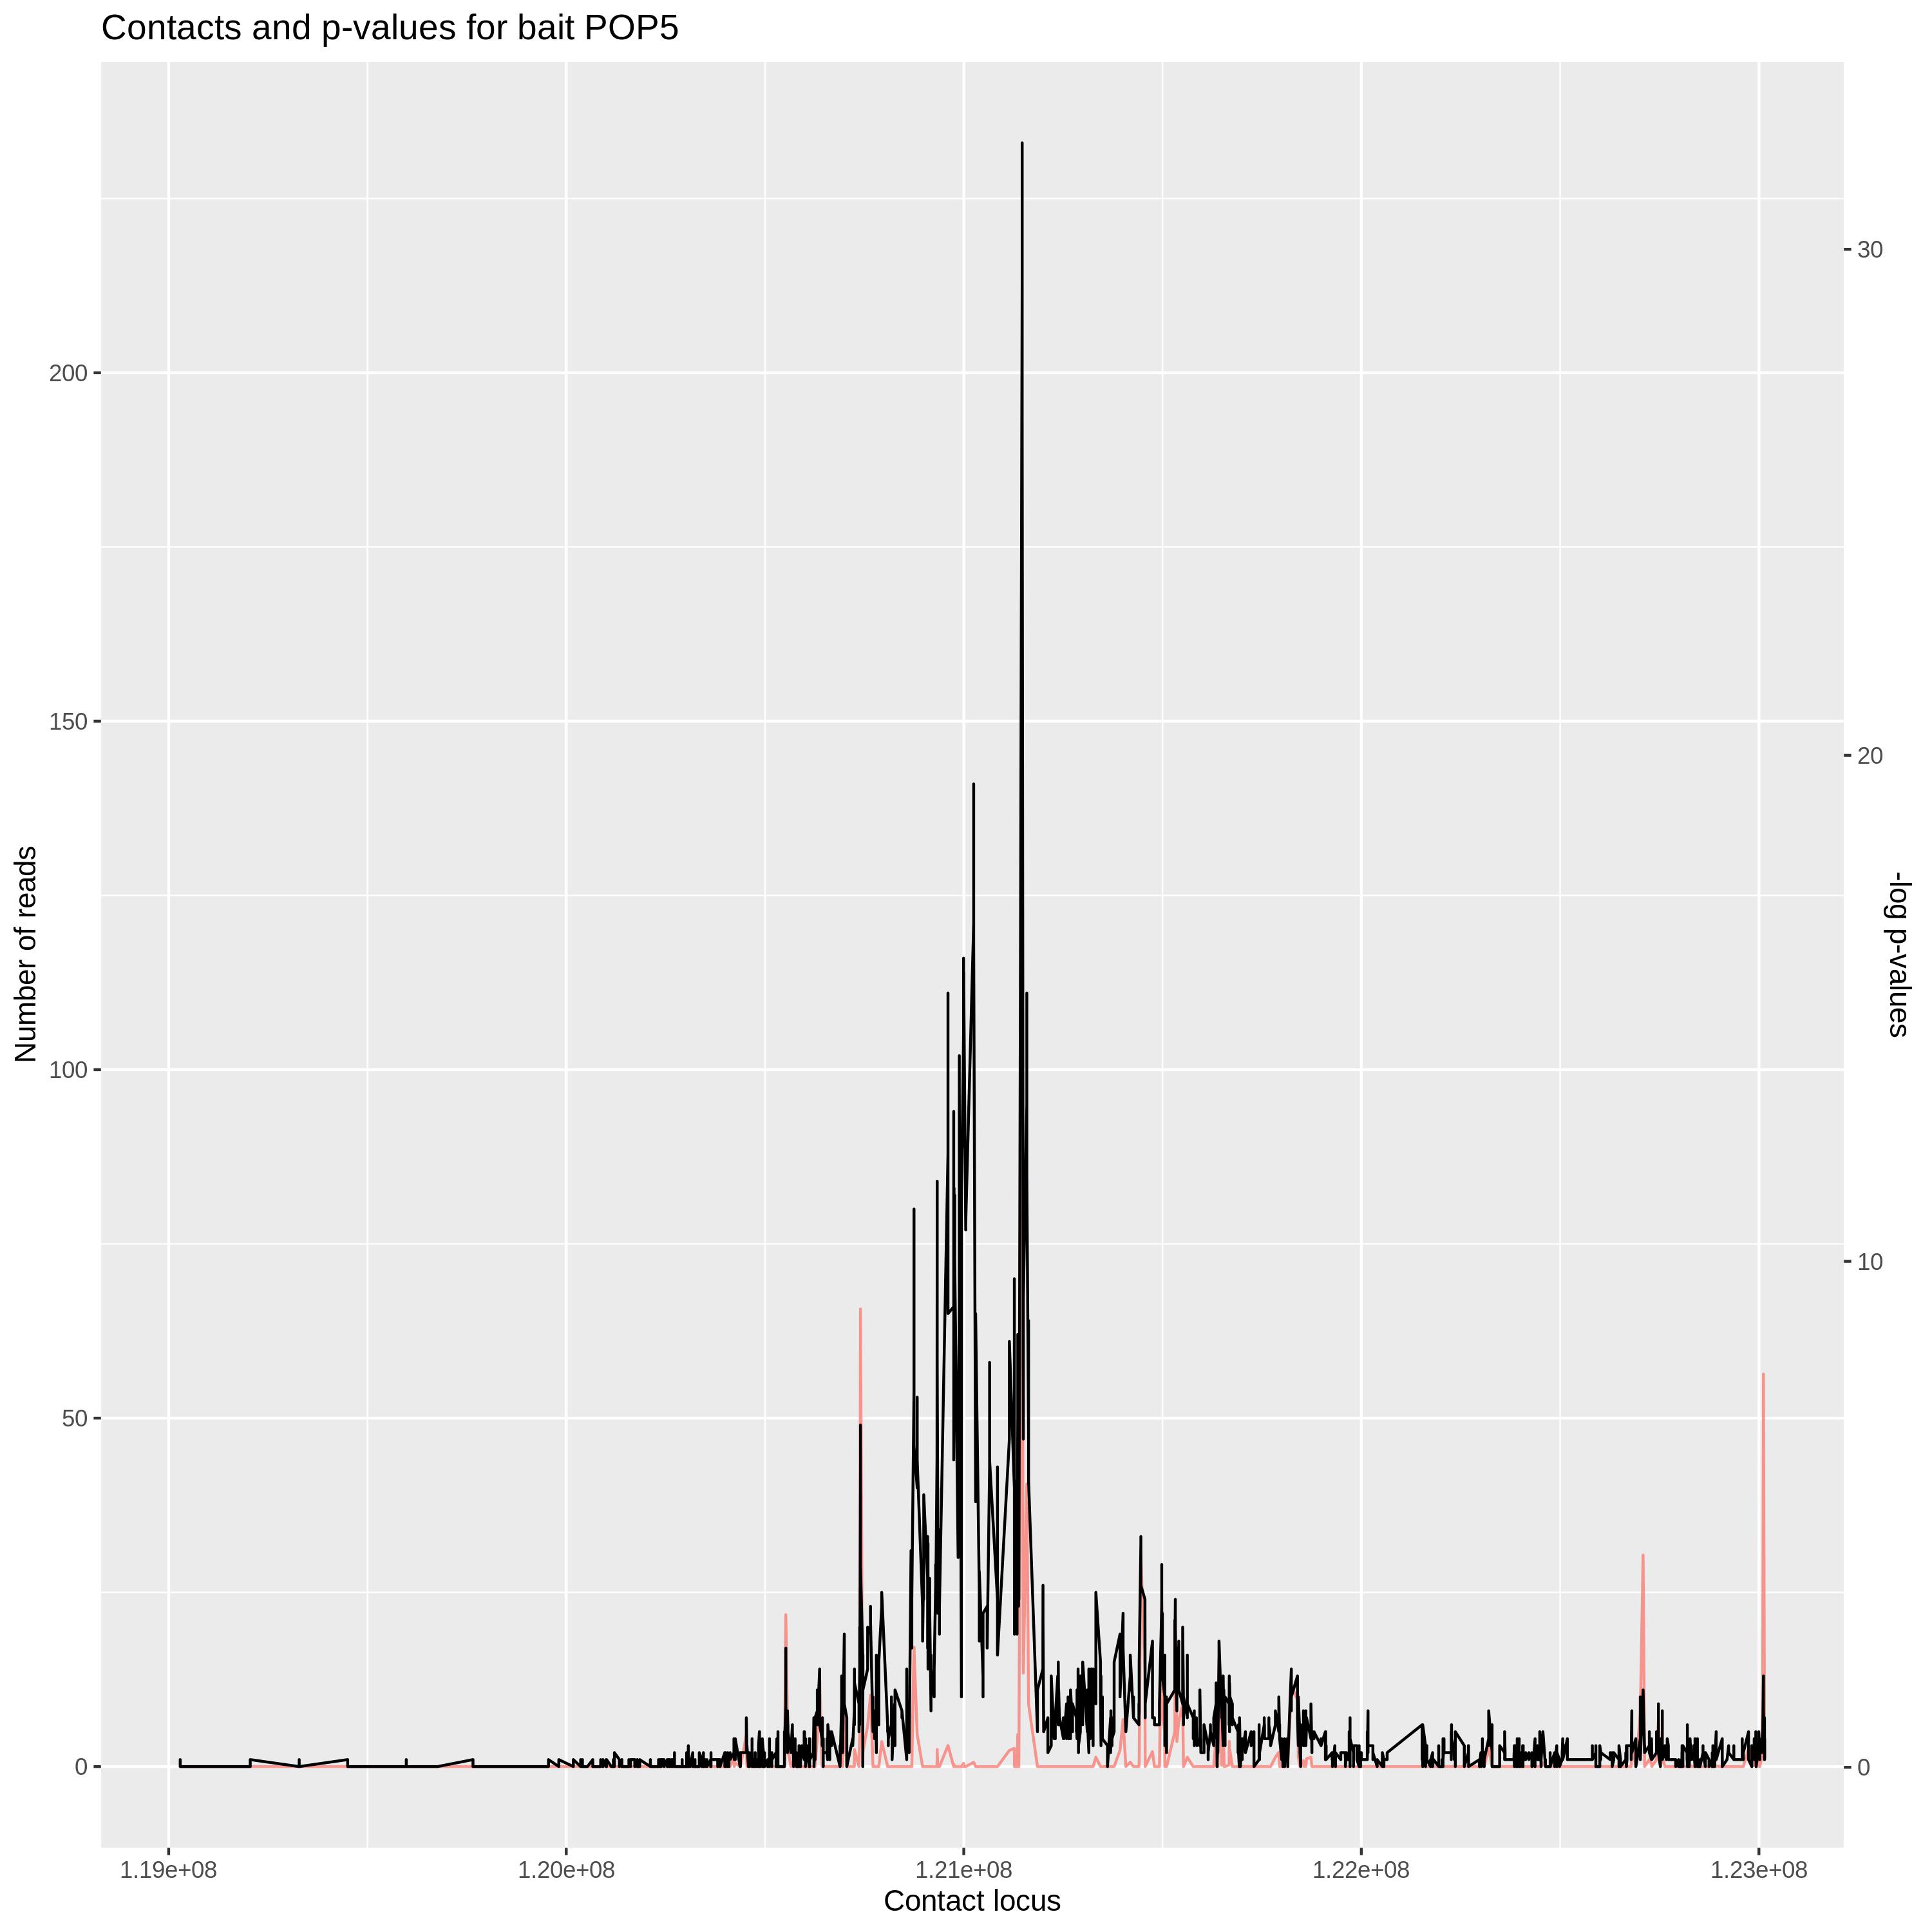 Contacts and p-values for bait POP5
Number of reads
200
150
100
50
0
30
20
10
0
-log p-values
1.19e+08
1.20e+08
1.21e+08
1.22e+08
1.23e+08
Contact locus